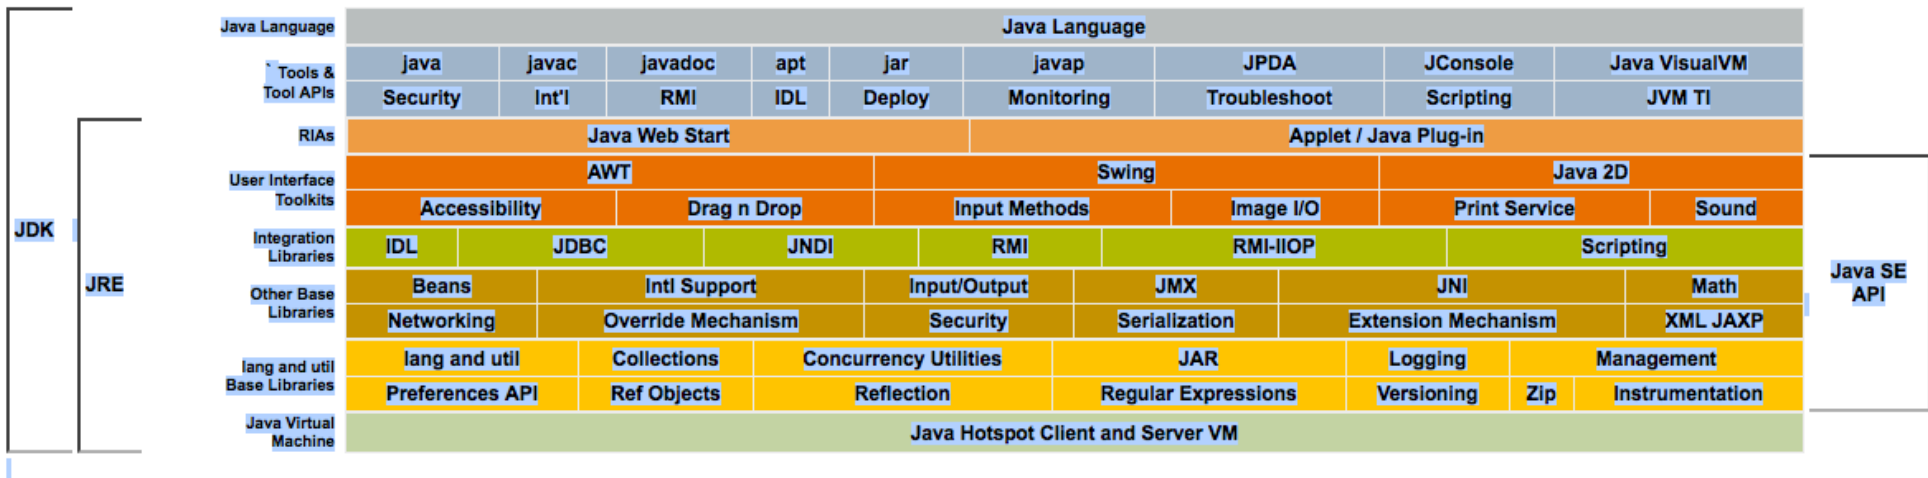 Java Language Java Language
` Tools & Tool APIs
java javac javadoc apt jar javap JPDA JConsole Java VisualVM
Security Int'l RMI IDL Deploy Monitoring Troubleshoot Scripting JVM TI
RIAs Java Web Start Applet / Java Plug-in
User Interface Toolkits
AWT Swing Java 2D
Accessibility Drag n Drop Input Methods Image I/O Print Service Sound
JDK
Integration Libraries
IDL JDBC JNDI RMI RMI-IIOP Scripting
JRE
Other Base Libraries
Beans Intl Support Input/Output JMX JNI Math
Networking Override Mechanism Security Serialization Extension Mechanism XML JAXP
Java SE
API
lang and util
Base Libraries
lang and util Collections Concurrency Utilities JAR Logging Management
Preferences API Ref Objects Reflection Regular Expressions Versioning Zip Instrumentation
Java Virtual
Machine
Java Hotspot Client and Server VM